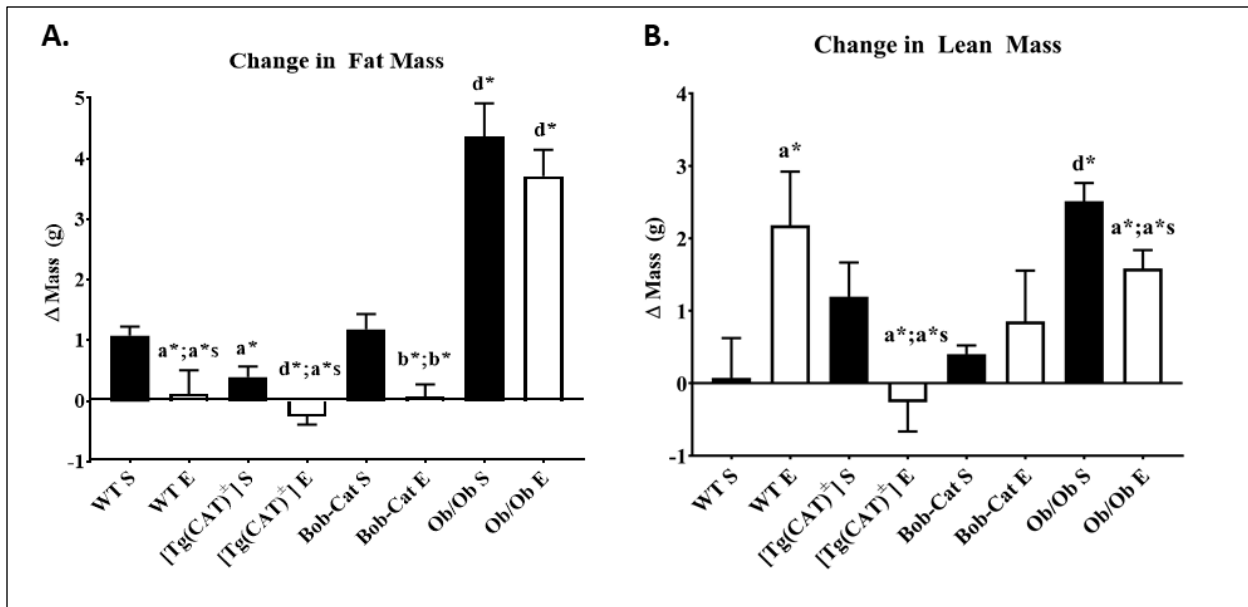 A.
Change in Fat Mass
Δ Mass (g)
5
4
3
2
1
0
-1
a*;a*s
a*
d*;a*s
b*;b*
d*
d*
WT S
WT E
[Tg(CAT)±] S
[Tg(CAT)±] E
Bob-Cat S
Bob-Cat E
Ob/Ob S
Ob/Ob E
B.
Change in Lean Mass
Δ Mass (g)
4
3
2
1
0
-1
a*
a*;a*s
d*
a*;a*s
WT S
WT E
[Tg(CAT)±] S
[Tg(CAT)±] E
Bob-Cat S
Bob-Cat E
Ob/Ob S
Ob/Ob E